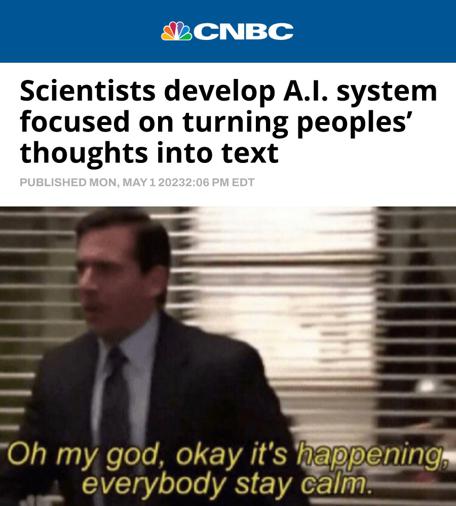 CNBC
Scientists develop A.I. system
focused on turning peoples’
thoughts into text
PUBLISHED MON, MAY 1 20232:06 PM EDT
Oh my god, okay it's happening,
everybody stay calm.